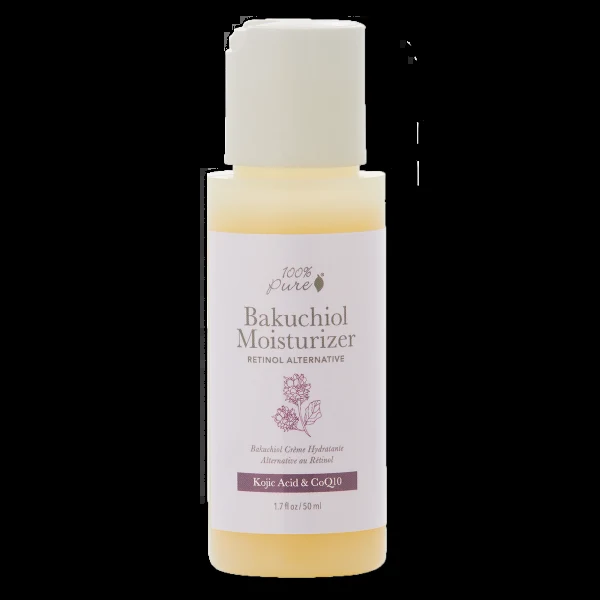 100%
Pure
Bakuchiol
Moisturizer
RETINOL ALTERNATIVE
Bakuchiol Crème Hydratante
Alternative au Rétinol
Kojic Acid & CoQ10
1.7 fl oz / 50 ml